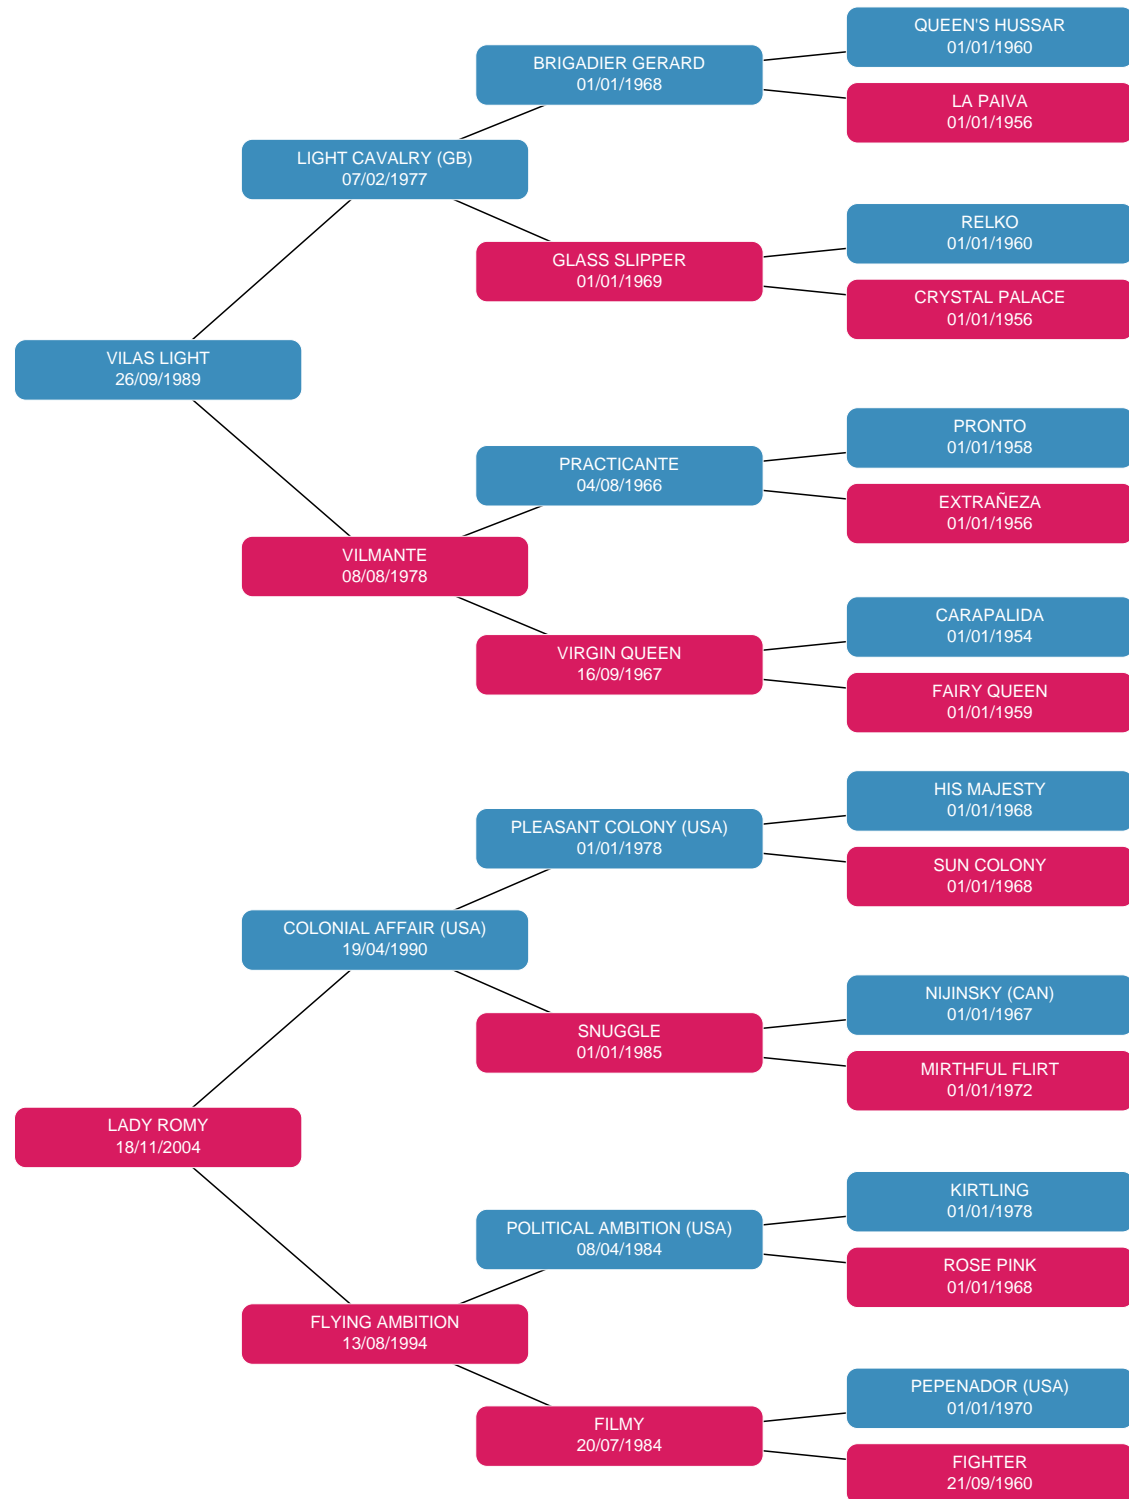 QUEEN'S HUSSAR
01/01/1960
BRIGADIER GERARD
01/01/1968
LA PAIVA
01/01/1956
LIGHT CAVALRY (GB)
07/02/1977
RELKO
01/01/1960
GLASS SLIPPER
01/01/1969
CRYSTAL PALACE
01/01/1956
VILAS LIGHT
26/09/1989
PRONTO
01/01/1958
PRACTICANTE
04/08/1966
EXTRAÑEZA
01/01/1956
VILMANTE
08/08/1978
CARAPALIDA
01/01/1954
VIRGIN QUEEN
16/09/1967
FAIRY QUEEN
01/01/1959
HIS MAJESTY
01/01/1968
PLEASANT COLONY (USA)
01/01/1978
SUN COLONY
01/01/1968
COLONIAL AFFAIR (USA)
19/04/1990
NIJINSKY (CAN)
01/01/1967
SNUGGLE
01/01/1985
MIRTHFUL FLIRT
01/01/1972
LADY ROMY
18/11/2004
KIRTLING
01/01/1978
POLITICAL AMBITION (USA)
08/04/1984
ROSE PINK
01/01/1968
FLYING AMBITION
13/08/1994
PEPENADOR (USA)
01/01/1970
FILMY
20/07/1984
FIGHTER
21/09/1960